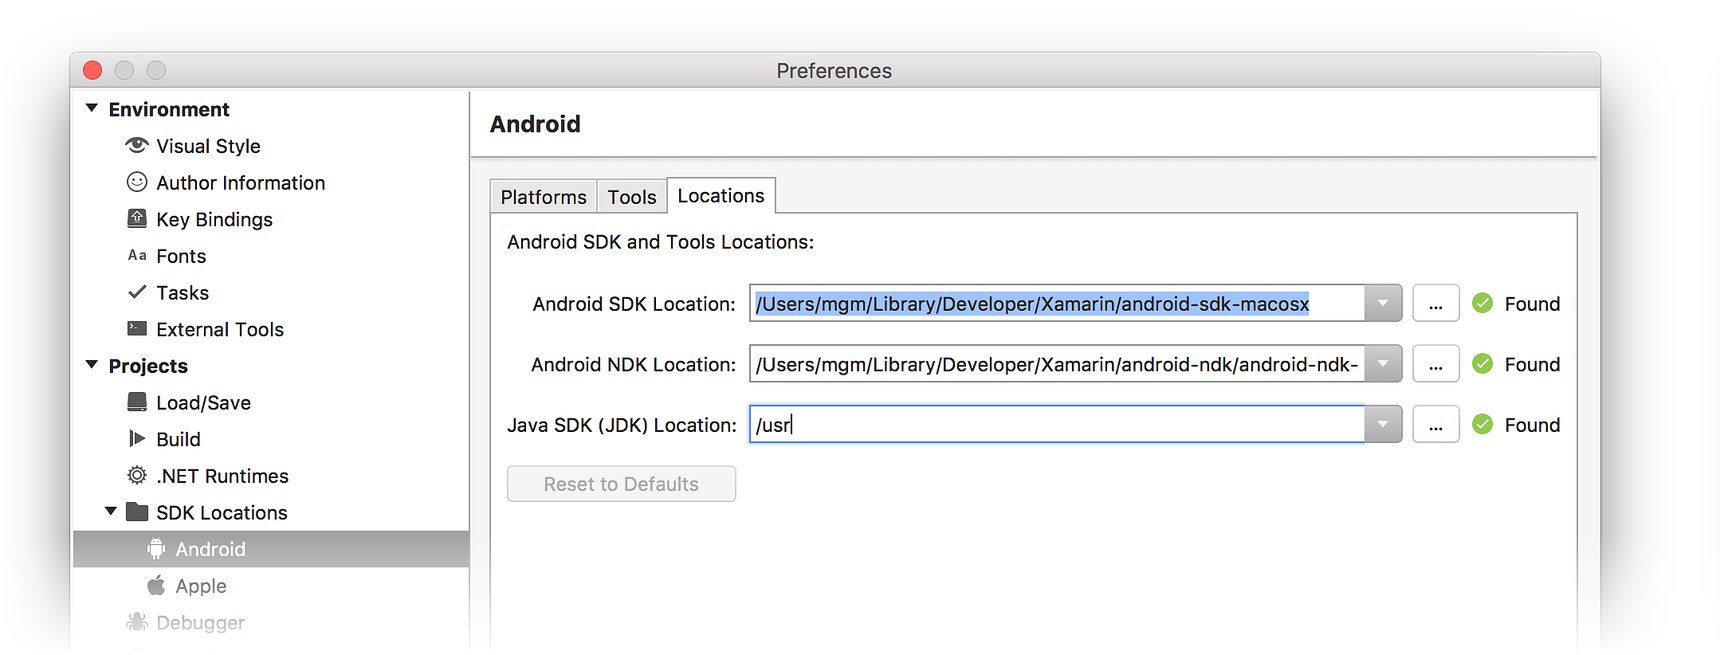 Preferences
Environment
Visual Style
Author Information
Key Bindings
Aa Fonts
Tasks
External Tools
Projects
Load/Save
Build
.NET Runtimes
SDK Locations
Android
Apple
Debugger
Android
Platforms Tools Locations
Android SDK and Tools Locations:
Android SDK Location: /Users/mgm/Library/Developer/Xamarin/android-sdk-macosx ... Found
Android NDK Location: /Users/mgm/Library/Developer/Xamarin/android-ndk/android-ndk- ... Found
Java SDK (JDK) Location: /usr ... Found
Reset to Defaults